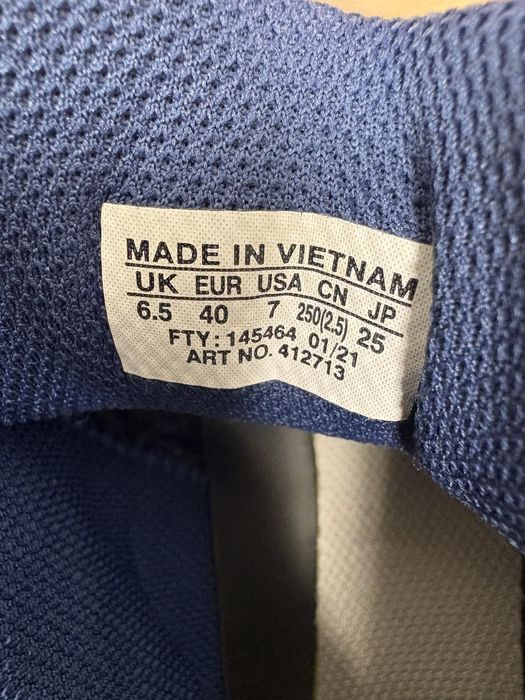 MADE IN VIETNAM
UK EUR USA CN JP
6.5 40 7 250(2.5) 25
FTY: 145464 01/21
ART NO. 412713